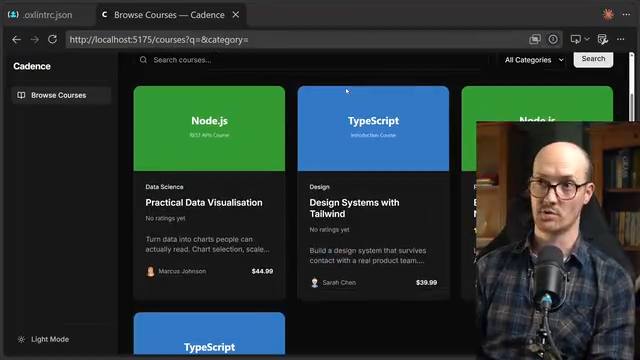 .oxlintrc.json
Browse Courses — Cadence
http://localhost:5175/courses?q=&category=
Cadence
Browse Courses
Search courses...
All Categories
Search
Node.js
REST APIs Course
TypeScript
Introduction Course
Node.js
Data Science
Practical Data Visualisation
No ratings yet
Turn data into charts people can
actually read. Chart selection, scale...
Marcus Johnson
$44.99
Design
Design Systems with
Tailwind
No ratings yet
Build a design system that survives
contact with a real product team....
Sarah Chen
$39.99
TypeScript
Light Mode